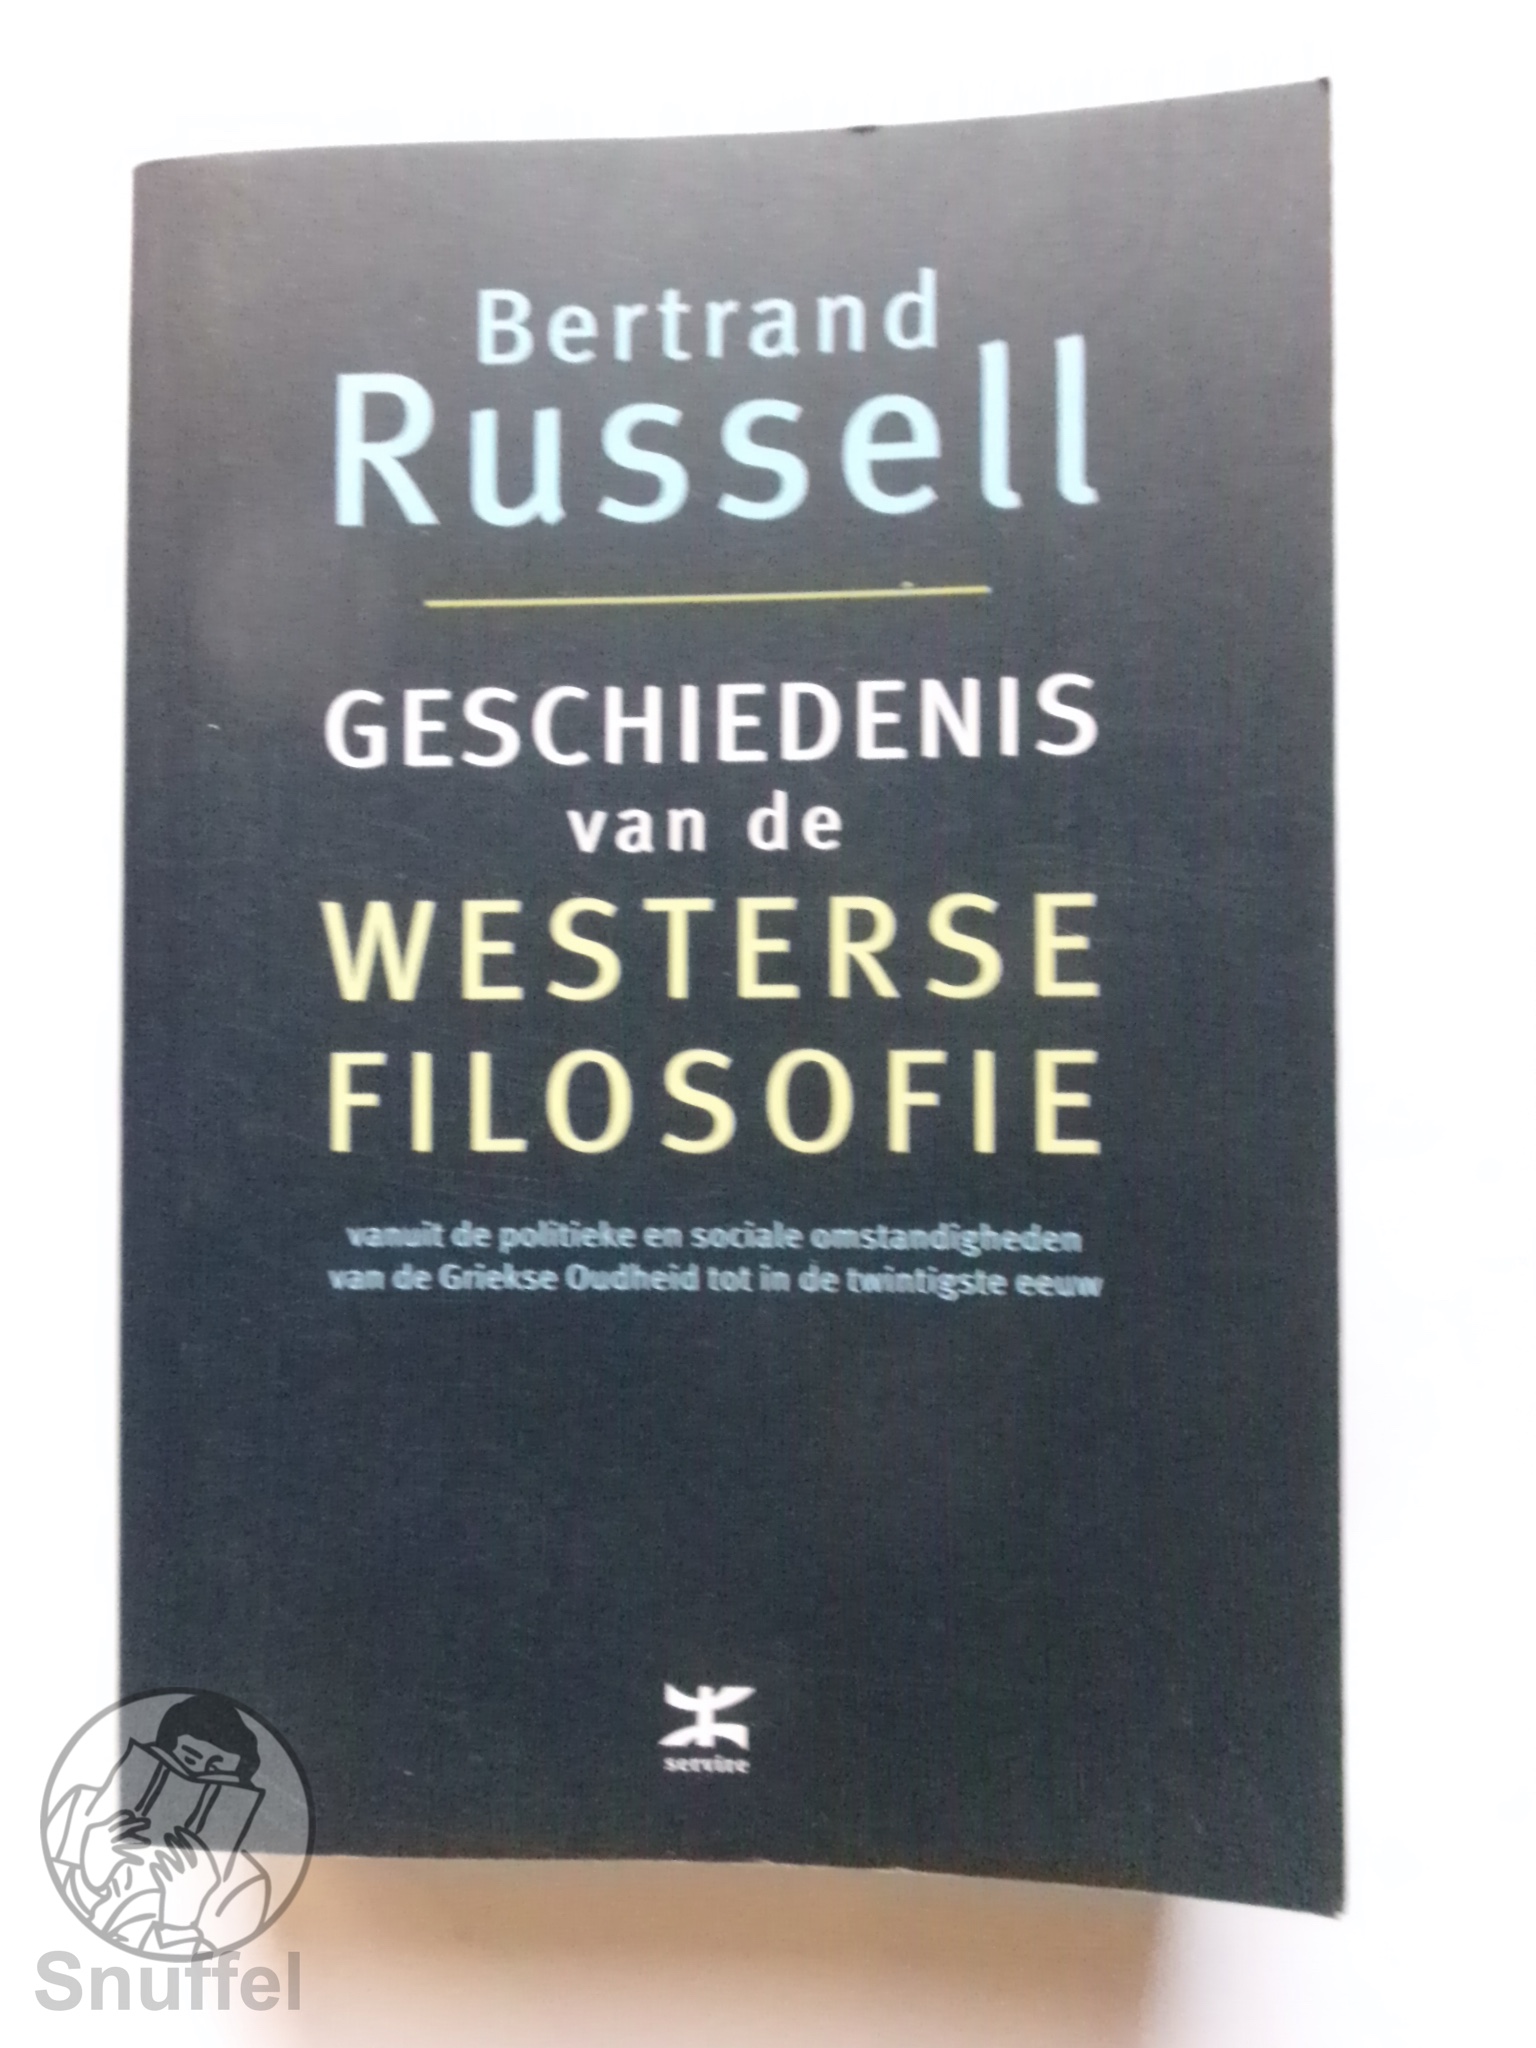 Bertrand
Russell
GESCHIEDENIS
van de
WESTERSE
FILOSOFIE
vanuit de politieke en sociale omstandigheden
van de Griekse Oudheid tot in de twintigste eeuw
servire
Snuffel